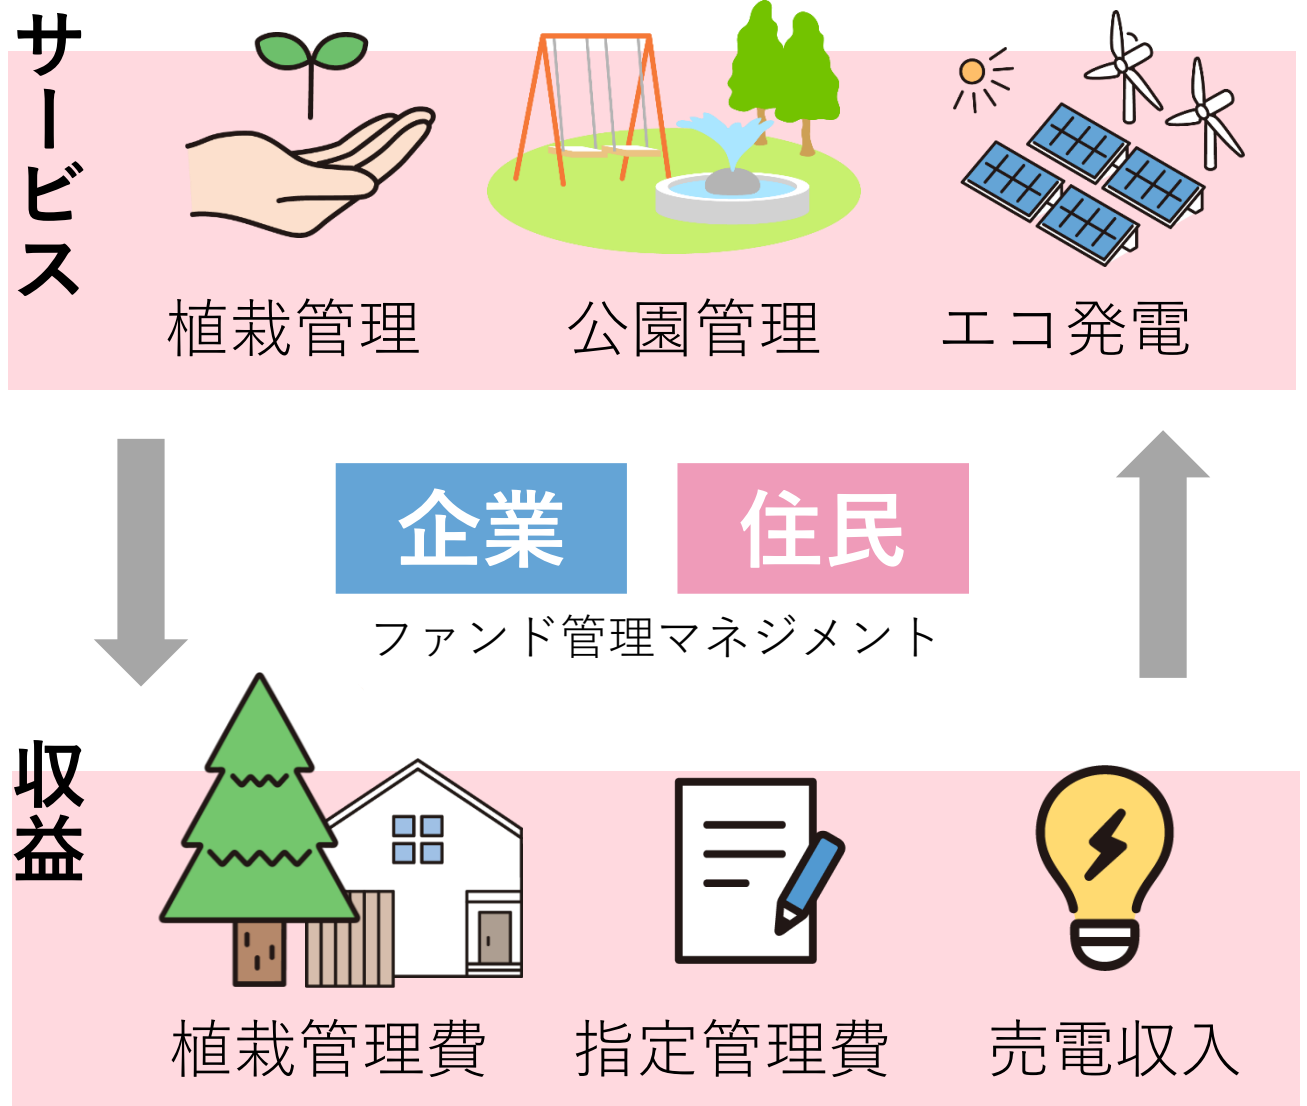 サービス
植栽管理
公園管理
エコ発電
企業
住民
ファンド管理マネジメント
収益
植栽管理費
指定管理費
売電収入